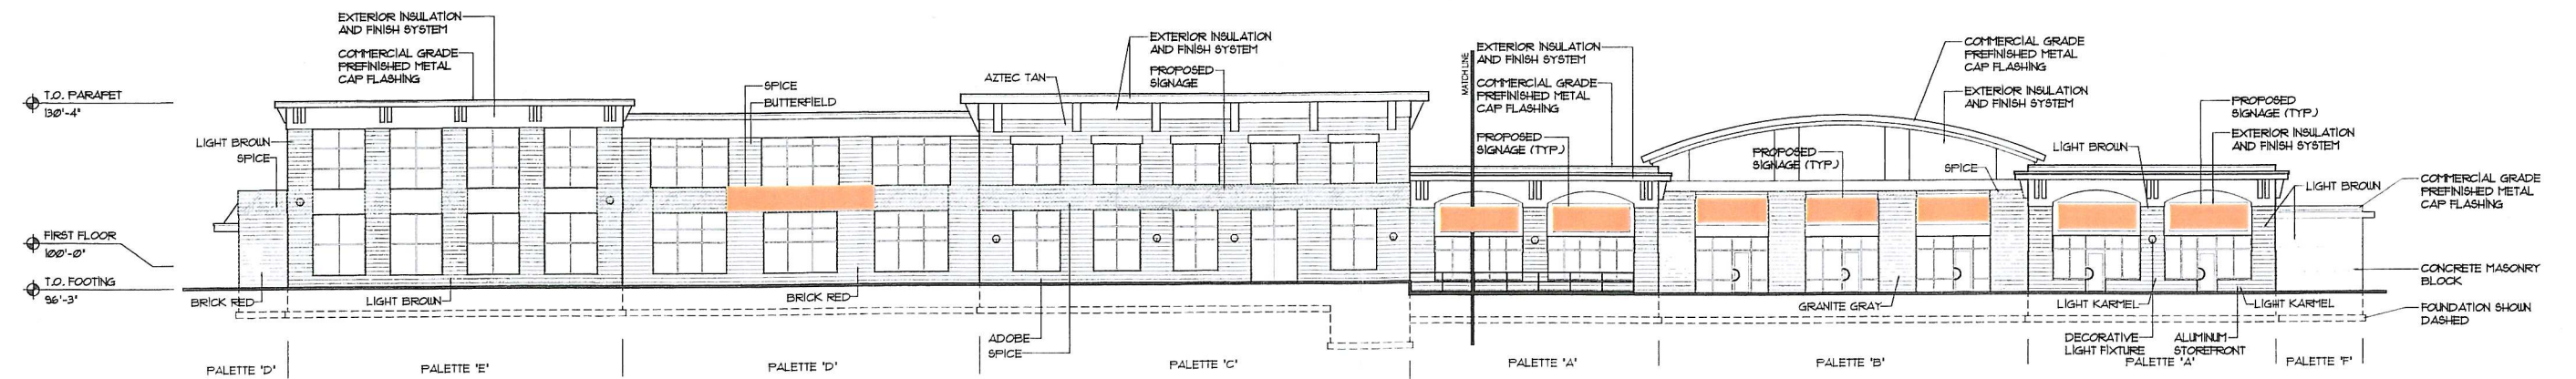 EXTERIOR INSULATION
AND FINISH SYSTEM
COMMERCIAL GRADE
PREFINISHED METAL
CAP FLASHING
T.O. PARAPET
130'-4"
LIGHT BROWN
SPICE
FIRST FLOOR
100'-0"
T.O. FOOTING
96'-3"
BRICK RED
LIGHT BROWN
SPICE
BUTTERFIELD
BRICK RED
AZTEC TAN
EXTERIOR INSULATION
AND FINISH SYSTEM
PROPOSED
SIGNAGE
ADOBE
SPICE
MATCH LINE
EXTERIOR INSULATION
AND FINISH SYSTEM
COMMERCIAL GRADE
PREFINISHED METAL
CAP FLASHING
PROPOSED
SIGNAGE (TYP.)
PROPOSED
SIGNAGE (TYP.)
COMMERCIAL GRADE
PREFINISHED METAL
CAP FLASHING
EXTERIOR INSULATION
AND FINISH SYSTEM
SPICE
GRANITE GRAY
LIGHT BROWN
PROPOSED
SIGNAGE (TYP.)
EXTERIOR INSULATION
AND FINISH SYSTEM
LIGHT BROWN
COMMERCIAL GRADE
PREFINISHED METAL
CAP FLASHING
CONCRETE MASONRY
BLOCK
LIGHT KARMEL
LIGHT KARMEL
FOUNDATION SHOWN
DASHED
DECORATIVE
LIGHT FIXTURE
ALUMINUM
STOREFRONT
PALETTE 'D'
PALETTE 'E'
PALETTE 'D'
PALETTE 'C'
PALETTE 'A'
PALETTE 'B'
PALETTE 'A'
PALETTE 'F'